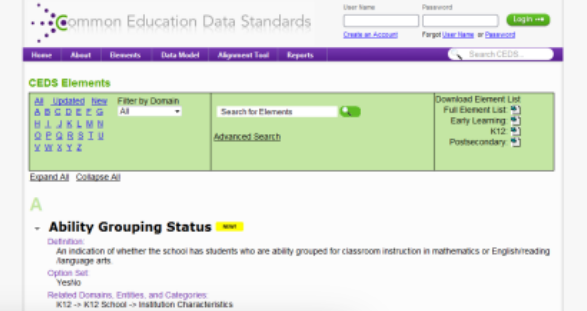 User Name Password
Common Education Data Standards
Login
Create an Account Forgot User Name or Password
Home About Elements Data Model Alignment Tool Reports Search CEDS...
CEDS Elements
All Updated New Filter by Domain Download Element List
A B C D E F G All Search for Elements Full Element List:
H I J K L M N Early Learning:
O P Q R S T U Advanced Search K12:
V W X Y Z Postsecondary:
Expand All Collapse All
A
- Ability Grouping Status NEW!
Definition:
An indication of whether the school has students who are ability grouped for classroom instruction in mathematics or English/reading
/language arts.
Option Set:
YesNo
Related Domains, Entities, and Categories:
K12 -> K12 School -> Institution Characteristics